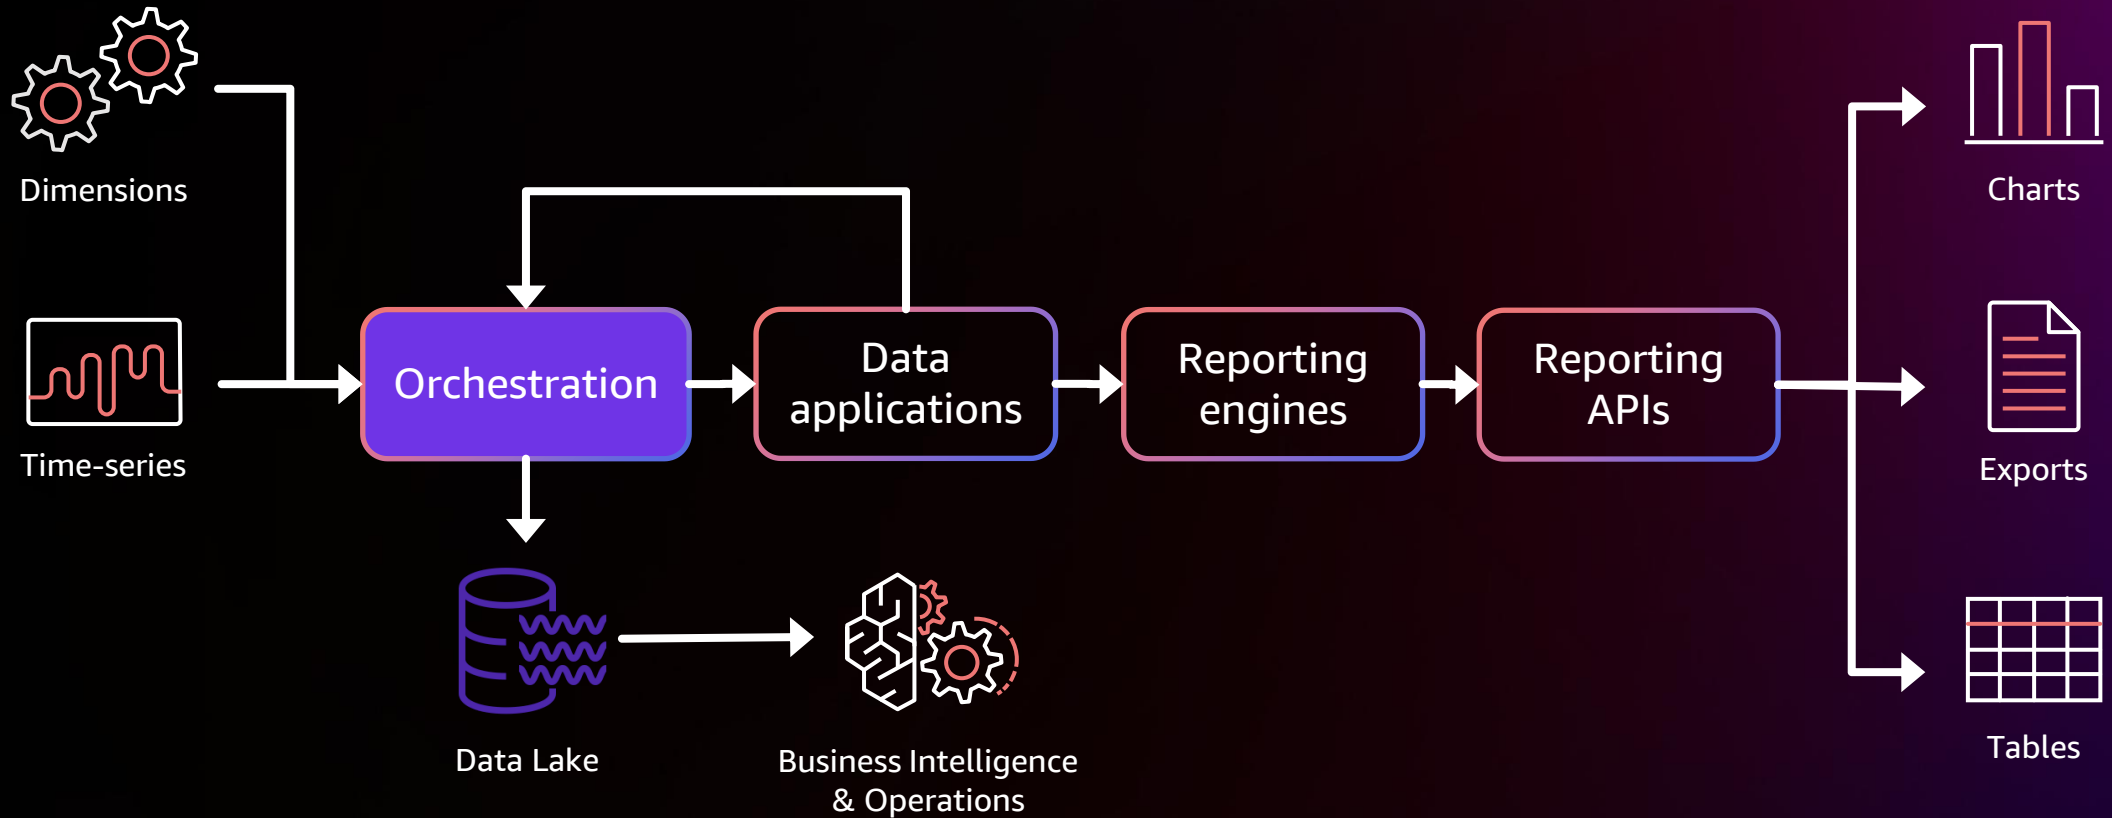 Dimensions
Charts
Time-series
Orchestration
Data
applications
Reporting
engines
Reporting
APIs
Exports
Data Lake
Business Intelligence
& Operations
Tables